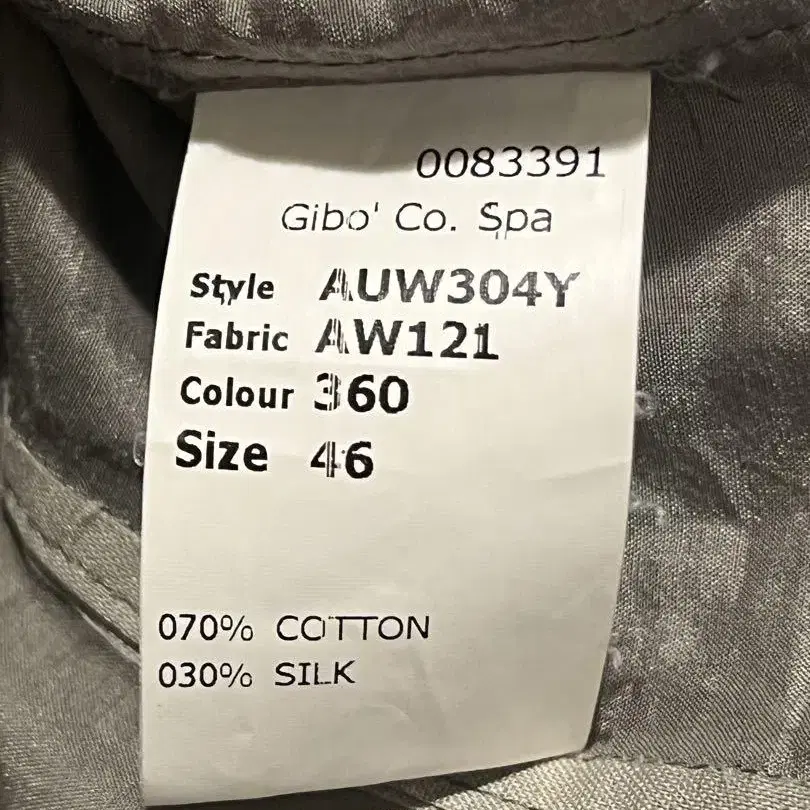 0083391
Gibo' Co. Spa
Style AUW304Y
Fabric AW121
Colour 360
Size 46
070% COTTON
030% SILK